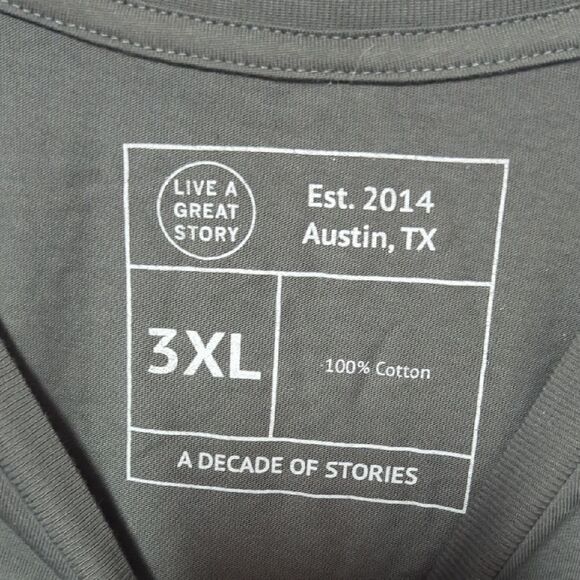 LIVE A
GREAT
STORY
Est. 2014
Austin, TX
3XL
100% Cotton
A DECADE OF STORIES